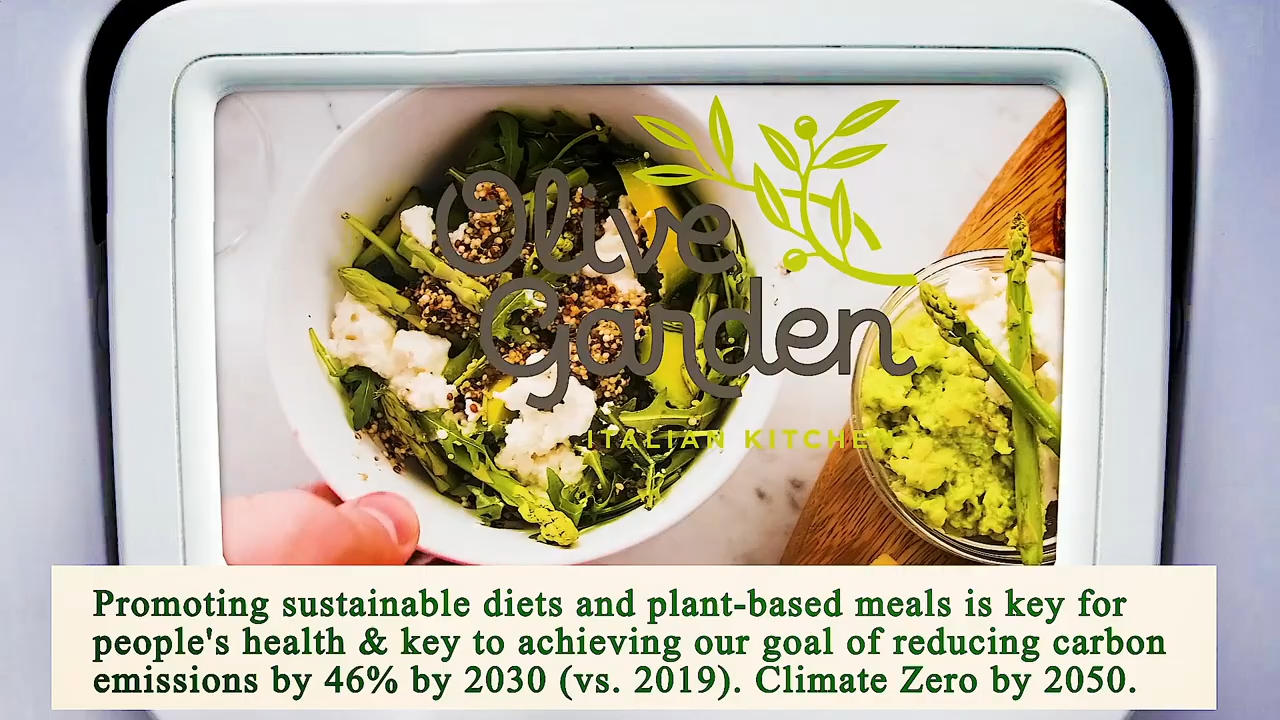 Olive
Garden
ITALIAN KITCHEN
Promoting sustainable diets and plant-based meals is key for
people's health & key to achieving our goal of reducing carbon
emissions by 46% by 2030 (vs. 2019). Climate Zero by 2050.